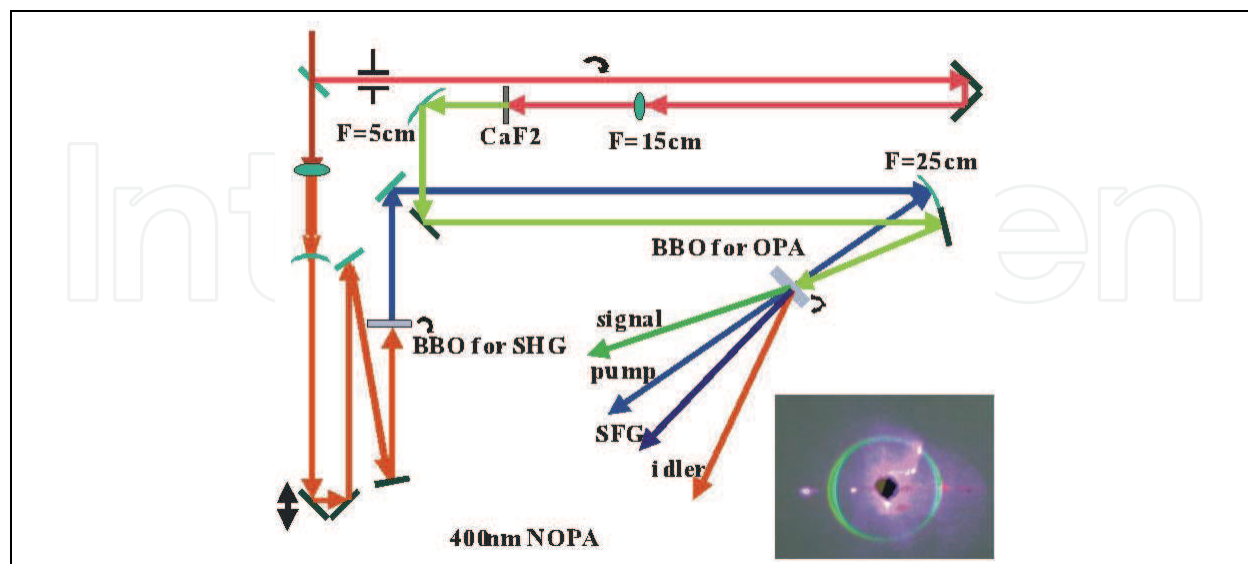 F=5cm
CaF2
F=15cm
F=25cm
BBO for OPA
signal
BBO for SHG
pump
SFG
idler
400nm NOPA